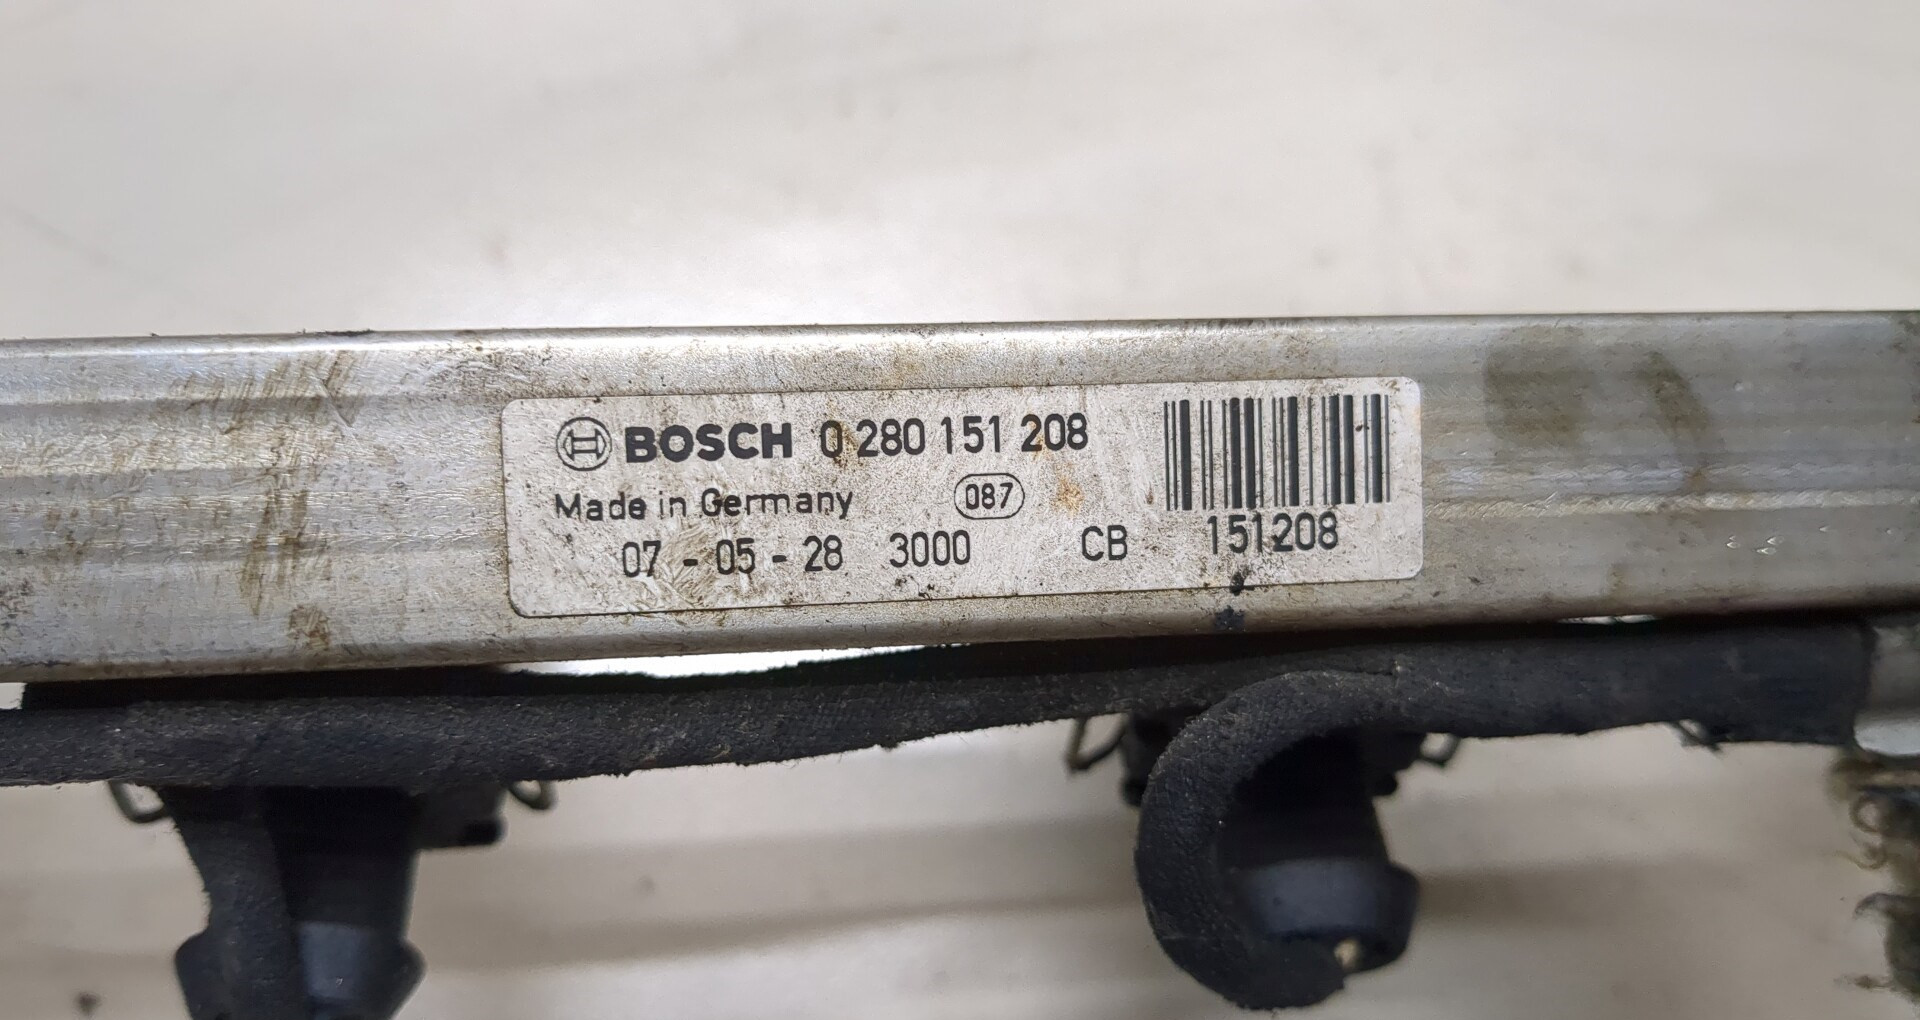 BOSCH 0 280 151 208
Made in Germany 087
07 - 05 - 28 3000 CB 151208